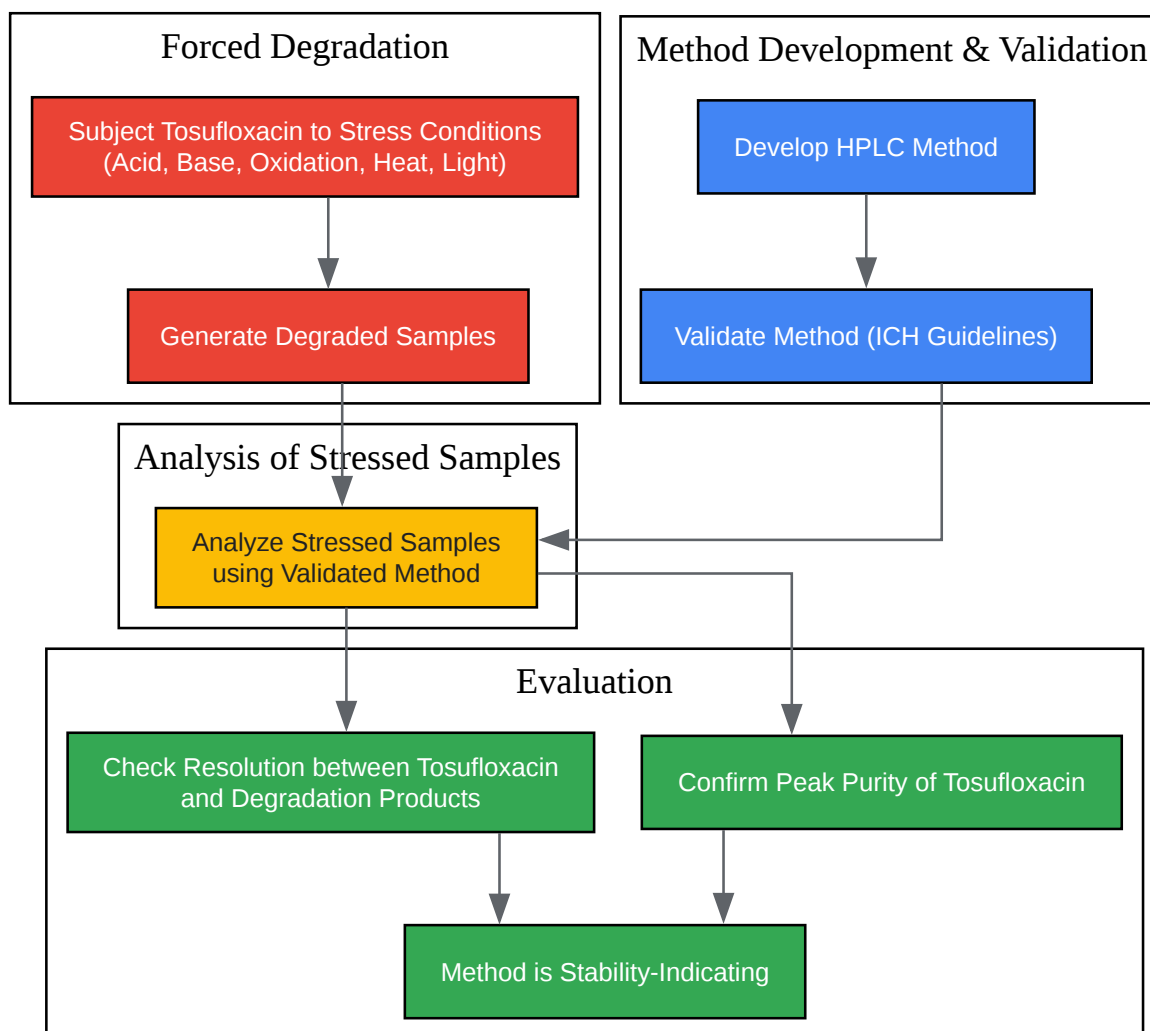 Forced Degradation
Subject Tosufloxacin to Stress Conditions
(Acid, Base, Oxidation, Heat, Light)
Generate Degraded Samples
Method Development & Validation
Develop HPLC Method
Validate Method (ICH Guidelines)
Analysis of Stressed Samples
Analyze Stressed Samples
using Validated Method
Evaluation
Check Resolution between Tosufloxacin
and Degradation Products
Confirm Peak Purity of Tosufloxacin
Method is Stability-Indicating